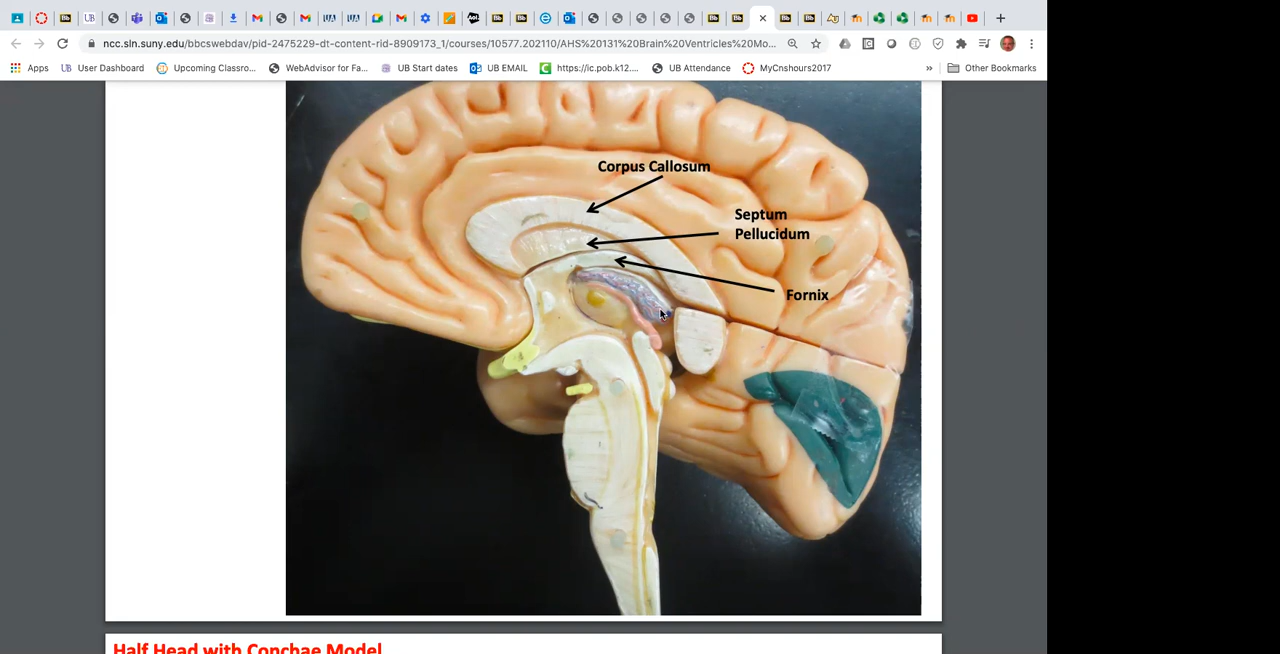 ncc.sln.suny.edu/bbcswebdav/pid-2475229-dt-content-rid-8909173_1/courses/10577.202110/AHS%20131%20Brain%20Ventricles%20Mo...
Apps
UB User Dashboard
Upcoming Classro...
WebAdvisor for Fa...
UB Start dates
UB EMAIL
https://ic.pob.k12....
UB Attendance
MyCnshours2017
»
Other Bookmarks
Corpus Callosum
Septum
Pellucidum
Fornix
Half Head with Conchae Model